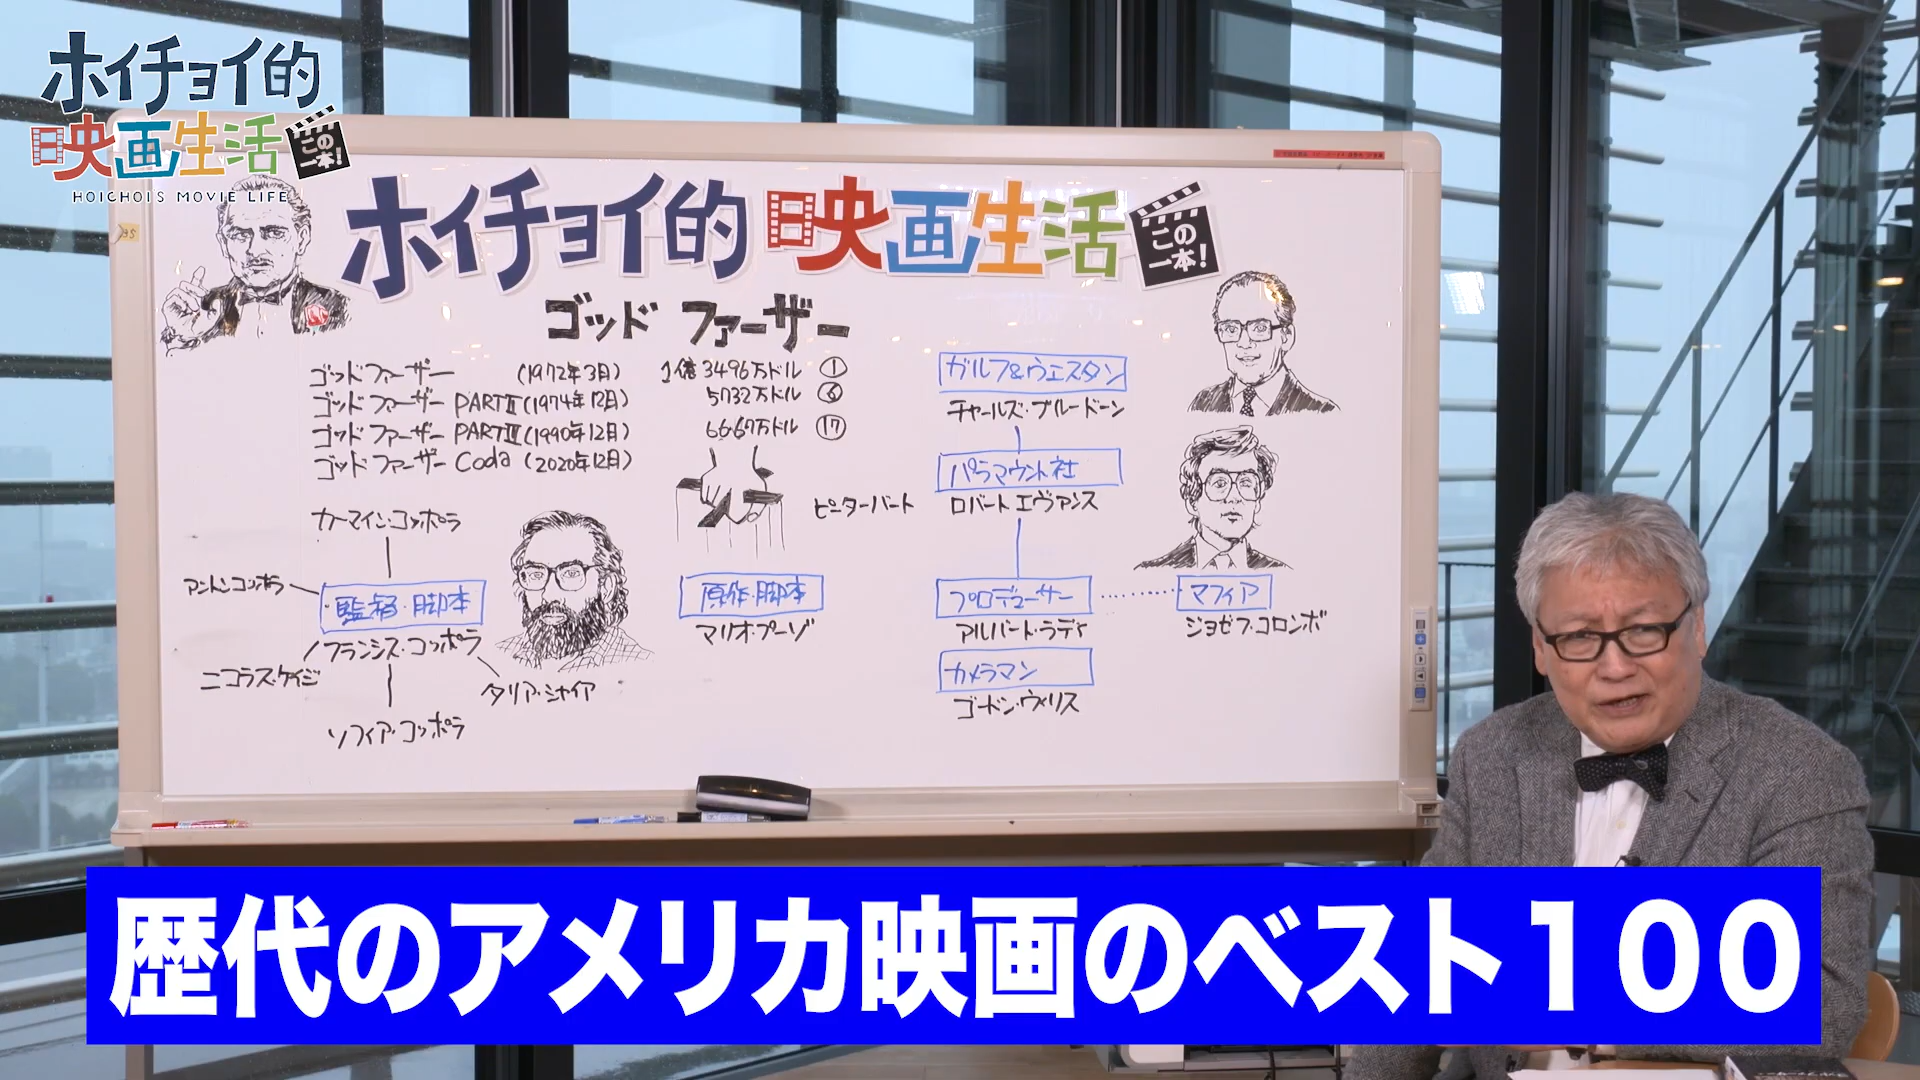 ホイチョイ的
映画生活
この
一本!
HOICHOIS MOVIE LIFE
ホイチョイ的 映画生活
この
一本!
ゴッド ファーザー
ゴッドファーザー (1972年3月) 1億3496万ドル ①
ゴッド ファーザー PARTⅡ (1974年12月) 5732万ドル ⑥
ゴッド ファーザー PARTⅢ (1990年12月) 6667万ドル ⑰
ゴッド ファーザー Coda (2020年12月)
カーマイン・コッポラ
アントン・コッポラ
監督・脚本
フランシス・コッポラ
ニコラス・ケイジ
タリア・シャイア
ソフィア・コッポラ
原作・脚本
マリオ・プーゾ
ピーターバート
ガルフ&ウェスタン
チャールズ・ブルードーン
パラマウント社
ロバート エヴァンス
プロデューサー
アルバート・ラディ
マフィア
ジョゼフ・コロンボ
カメラマン
ゴードン・ウィリス
歴代のアメリカ映画のベスト100